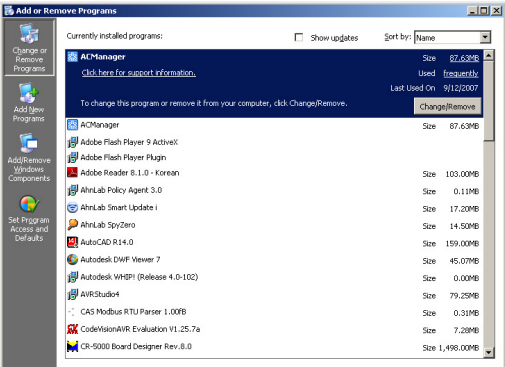 Add or Remove Programs
Currently installed programs:
Show updates
Sort by: Name
Change or
Remove
Programs
Add New
Programs
Add/Remove
Windows
Components
Set Program
Access and
Defaults
ACManager Size 87.63MB
Click here for support information. Used frequently
Last Used On 9/12/2007
To change this program or remove it from your computer, click Change/Remove. Change/Remove
ACManager Size 87.63MB
Adobe Flash Player 9 ActiveX
Adobe Flash Player Plugin
Adobe Reader 8.1.0 - Korean Size 103.00MB
AhnLab Policy Agent 3.0 Size 0.11MB
AhnLab Smart Update i Size 17.20MB
AhnLab SpyZero Size 14.50MB
AutoCAD R14.0 Size 159.00MB
Autodesk DWF Viewer 7 Size 45.07MB
Autodesk WHIP! (Release 4.0-102) Size 0.00MB
AVRStudio4 Size 79.25MB
CAS Modbus RTU Parser 1.00fB Size 0.31MB
CodeVisionAVR Evaluation V1.25.7a Size 7.28MB
CR-5000 Board Designer Rev.8.0 Size 1,498.00MB